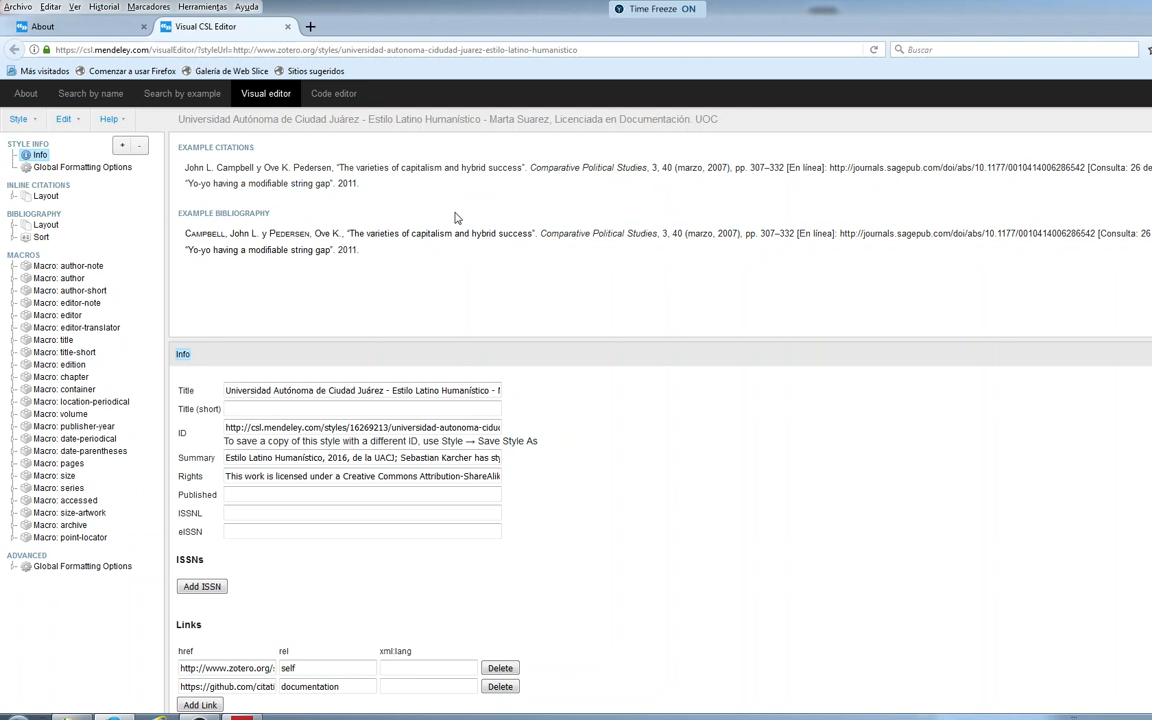 Archivo Editar Ver Historial Marcadores Herramientas Ayuda
Time Freeze ON
About
Visual CSL Editor
https://csl.mendeley.com/visualEditor/?styleUrl=http://www.zotero.org/styles/universidad-autonoma-cidudad-juarez-estilo-latino-humanistico
Buscar
Más visitados Comenzar a usar Firefox Galería de Web Slice Sitios sugeridos
About Search by name Search by example Visual editor Code editor
Style Edit Help
Universidad Autónoma de Ciudad Juárez - Estilo Latino Humanístico - Marta Suarez, Licenciada en Documentación. UOC
STYLE INFO
+ -
Info
Global Formatting Options
INLINE CITATIONS
Layout
BIBLIOGRAPHY
Layout
Sort
MACROS
Macro: author-note
Macro: author
Macro: author-short
Macro: editor-note
Macro: editor
Macro: editor-translator
Macro: title
Macro: title-short
Macro: edition
Macro: chapter
Macro: container
Macro: location-periodical
Macro: volume
Macro: publisher-year
Macro: date-periodical
Macro: date-parentheses
Macro: pages
Macro: size
Macro: series
Macro: accessed
Macro: size-artwork
Macro: archive
Macro: point-locator
ADVANCED
Global Formatting Options
EXAMPLE CITATIONS
John L. Campbell y Ove K. Pedersen, “The varieties of capitalism and hybrid success”. Comparative Political Studies, 3, 40 (marzo, 2007), pp. 307–332 [En línea]: http://journals.sagepub.com/doi/abs/10.1177/0010414006286542 [Consulta: 26 de
“Yo-yo having a modifiable string gap”. 2011.
EXAMPLE BIBLIOGRAPHY
CAMPBELL, John L. y PEDERSEN, Ove K., “The varieties of capitalism and hybrid success”. Comparative Political Studies, 3, 40 (marzo, 2007), pp. 307–332 [En línea]: http://journals.sagepub.com/doi/abs/10.1177/0010414006286542 [Consulta: 26
“Yo-yo having a modifiable string gap”. 2011.
Info
Title Universidad Autónoma de Ciudad Juárez - Estilo Latino Humanístico -
Title (short)
ID http://csl.mendeley.com/styles/16269213/universidad-autonoma-ciduc
To save a copy of this style with a different ID, use Style → Save Style As
Summary Estilo Latino Humanístico, 2016, de la UACJ; Sebastian Karcher has sty
Rights This work is licensed under a Creative Commons Attribution-ShareAlik
Published
ISSNL
eISSN
ISSNs
Add ISSN
Links
href rel xml:lang
http://www.zotero.org/ self Delete
https://github.com/citati documentation Delete
Add Link